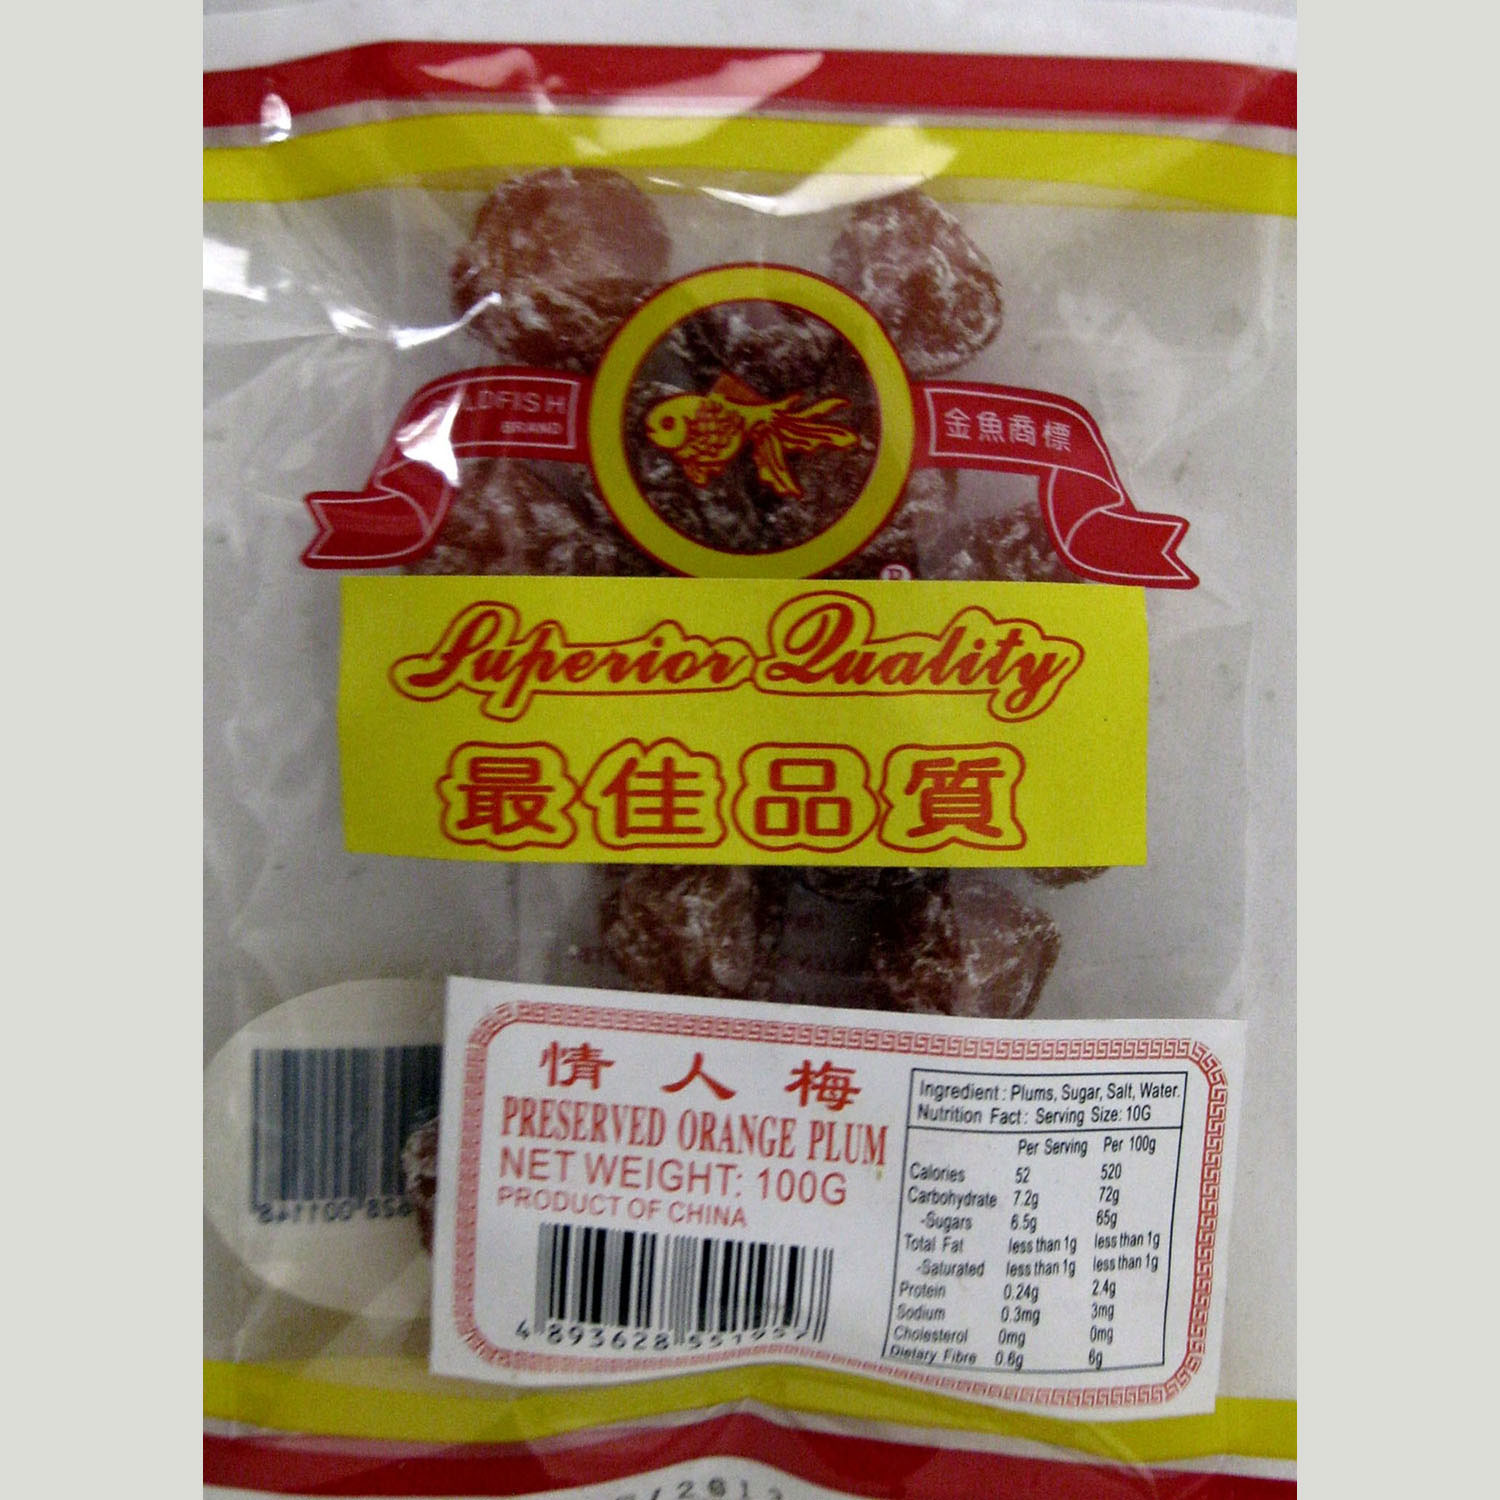 BRAND
金魚商標
R
Superior Quality
最佳品質
情人梅
PRESERVED ORANGE PLUM
NET WEIGHT: 100G
PRODUCT OF CHINA
Ingredient : Plums, Sugar, Salt, Water.
Nutrition Fact : Serving Size: 10G
Per Serving Per 100g
Calories 52 520
Carbohydrate 7.2g 72g
-Sugars 6.5g 65g
Total Fat less than 1g less than 1g
-Saturated less than 1g less than 1g
Protein 0.24g 2.4g
Sodium 0.3mg 3mg
Cholesterol 0mg 0mg
Dietary Fibre 0.6g 6g
4 893628